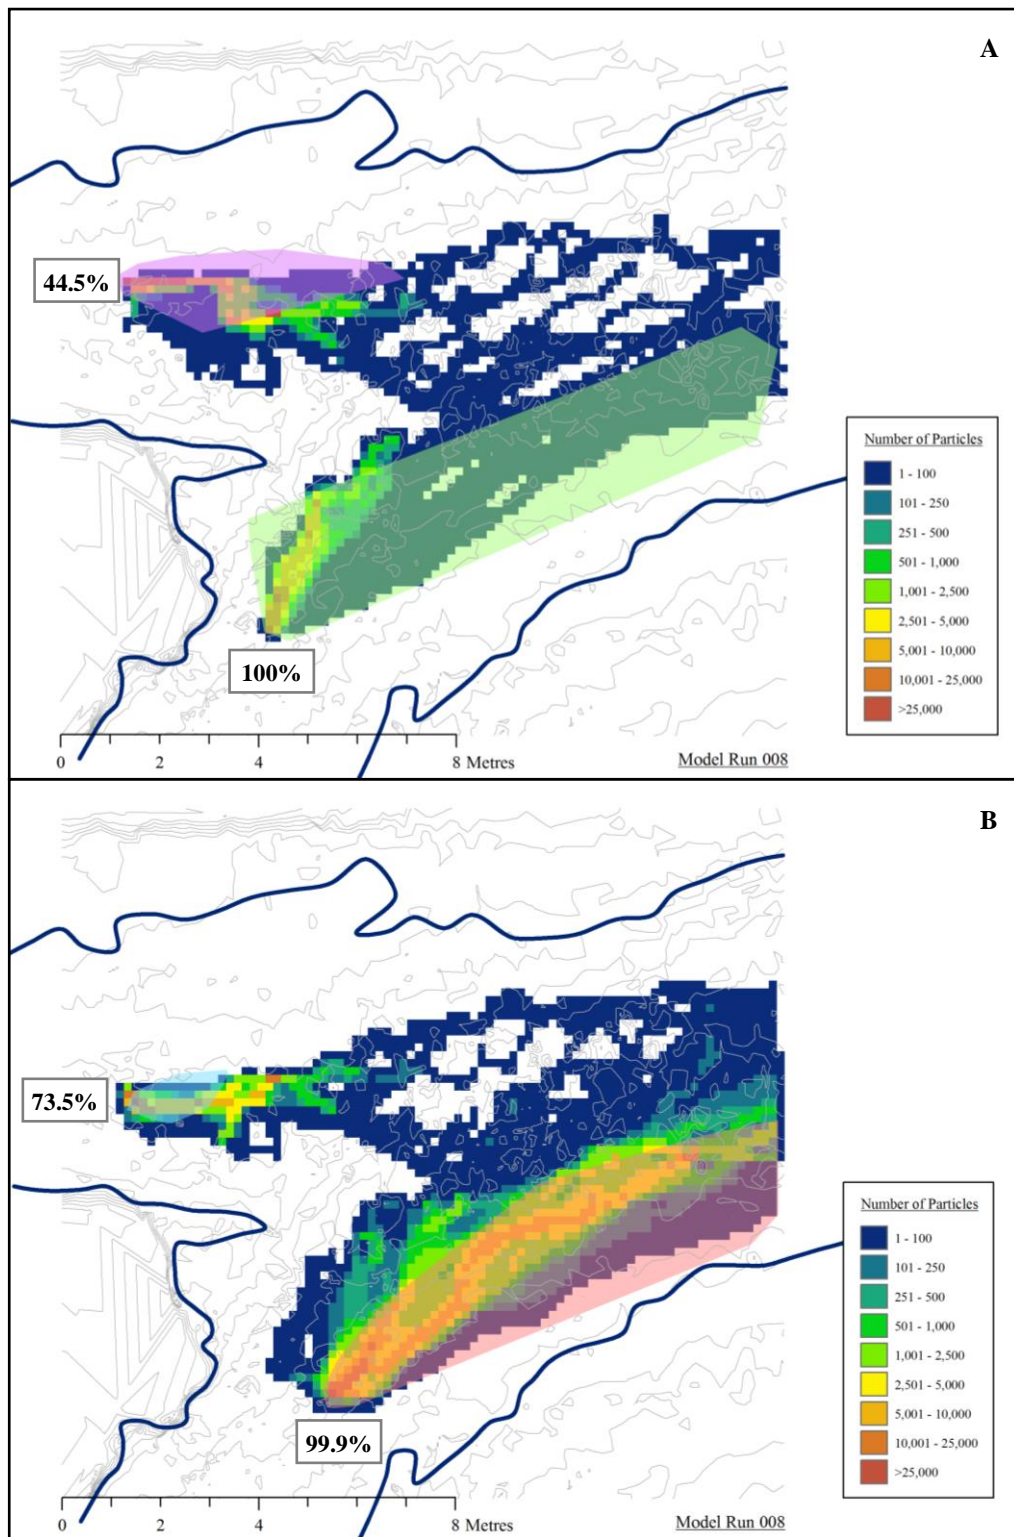 A
44.5%
100%
Number of Particles
1 - 100
101 - 250
251 - 500
501 - 1,000
1,001 - 2,500
2,501 - 5,000
5,001 - 10,000
10,001 - 25,000
>25,000
0 2 4 8 Metres
Model Run 008
B
73.5%
99.9%
Number of Particles
1 - 100
101 - 250
251 - 500
501 - 1,000
1,001 - 2,500
2,501 - 5,000
5,001 - 10,000
10,001 - 25,000
>25,000
0 2 4 8 Metres
Model Run 008